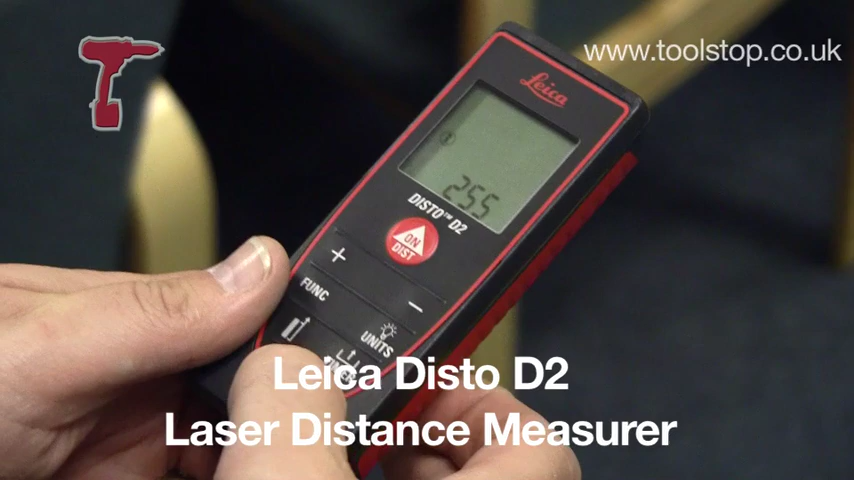 www.toolstop.co.uk
Leica
255
DISTO™ D2
ON
DIST
+
−
FUNC
UNITS
Leica Disto D2
Laser Distance Measurer